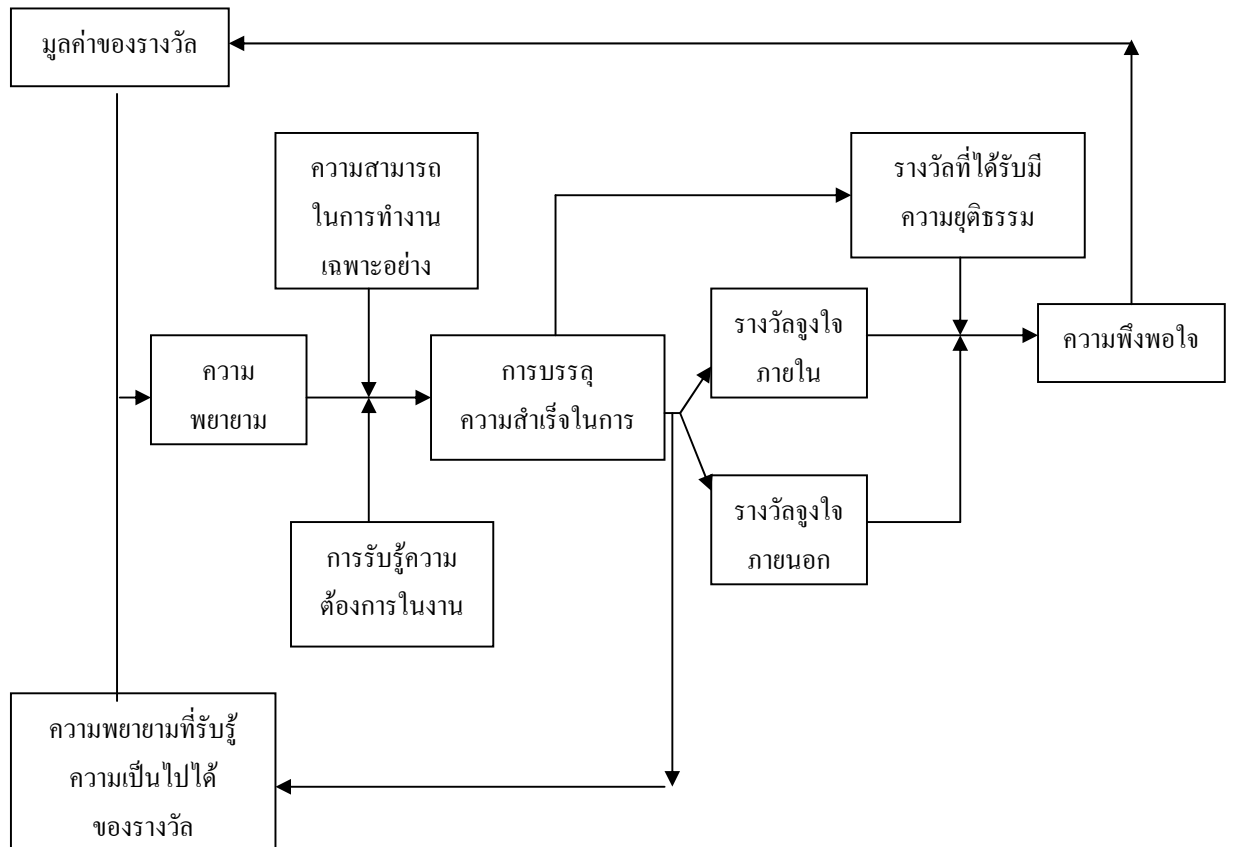 มูลค่าของรางวัล
ความสามารถ
ในการทำงาน
เฉพาะอย่าง
รางวัลที่ได้รับมี
ความยุติธรรม
ความ
พยายาม
การบรรลุ
ความสำเร็จในการ
รางวัลจูงใจ
ภายใน
ความพึงพอใจ
รางวัลจูงใจ
ภายนอก
การรับรู้ความ
ต้องการในงาน
ความพยายามที่รับรู้
ความเป็นไปได้
ของรางวัล